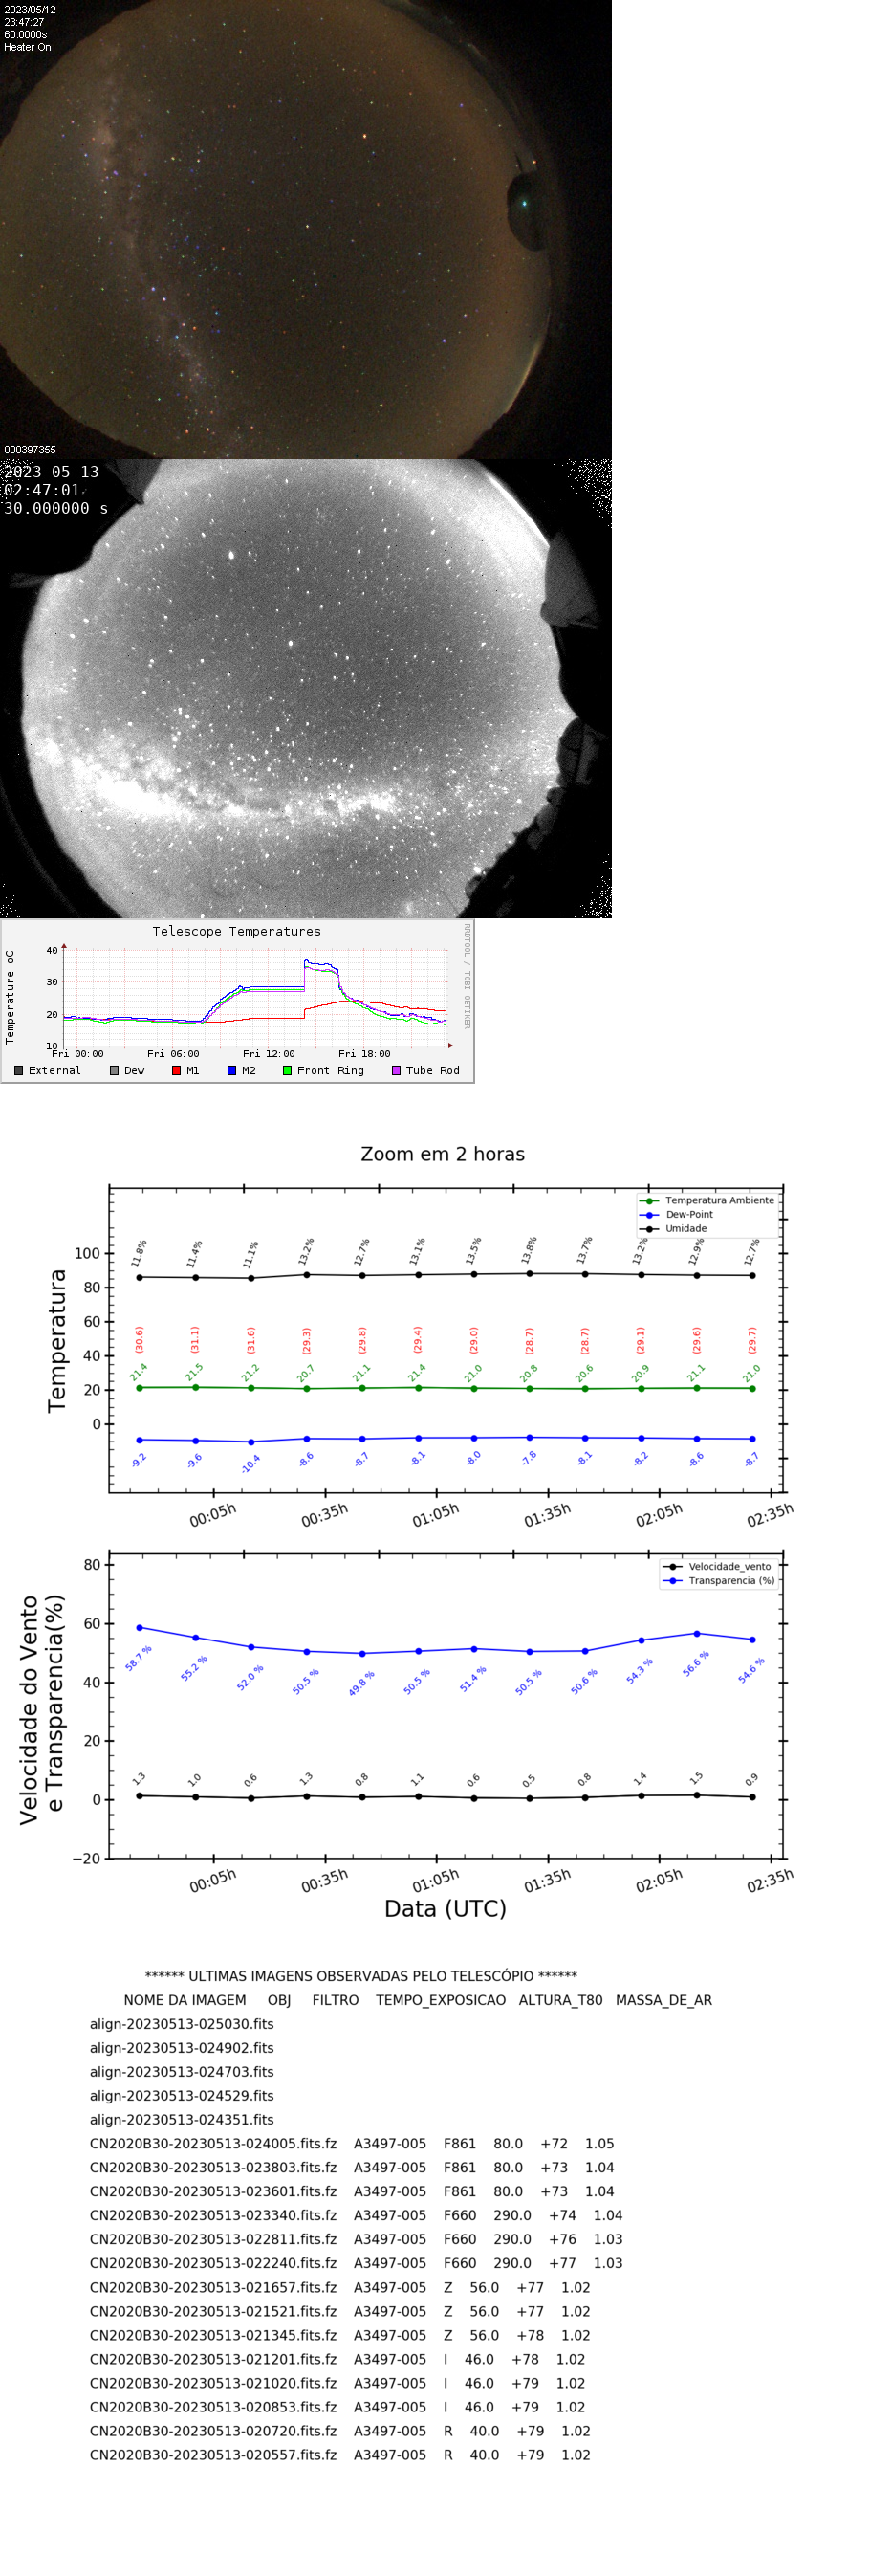 2023/05/12
23:47:27
60.0000s
Heater On
000397355
2023-05-13
02:47:01
30.000000 s
Telescope Temperatures
RRDTOOL / TOBI OETIKER
Temperature oC
40
30
20
10
Fri 00:00 Fri 06:00 Fri 12:00 Fri 18:00
External Dew M1 M2 Front Ring Tube Rod
Zoom em 2 horas
Temperatura Ambiente
Dew-Point
Umidade
Temperatura
100
80
60
40
20
0
11.8% 11.4% 11.1% 13.2% 12.7% 13.1% 13.5% 13.8% 13.7% 13.2% 12.9% 12.7%
(30.6) (31.1) (31.6) (29.3) (29.8) (29.4) (29.0) (28.7) (28.7) (29.1) (29.6) (29.7)
21.4 21.5 21.2 20.7 21.1 21.4 21.0 20.8 20.6 20.9 21.1 21.0
-9.2 -9.6 -10.4 -8.6 -8.7 -8.1 -8.0 -7.8 -8.1 -8.2 -8.6 -8.7
00:05h 00:35h 01:05h 01:35h 02:05h 02:35h
Velocidade_vento
Transparencia (%)
Velocidade do Vento
e Transparencia(%)
80
60
40
20
0
−20
58.7 % 55.2 % 52.0 % 50.5 % 49.8 % 50.5 % 51.4 % 50.5 % 50.6 % 54.3 % 56.6 % 54.6 %
1.3 1.0 0.6 1.3 0.8 1.1 0.6 0.5 0.8 1.4 1.5 0.9
00:05h 00:35h 01:05h 01:35h 02:05h 02:35h
Data (UTC)
****** ULTIMAS IMAGENS OBSERVADAS PELO TELESCÓPIO ******
NOME DA IMAGEM OBJ FILTRO TEMPO_EXPOSICAO ALTURA_T80 MASSA_DE_AR
align-20230513-025030.fits
align-20230513-024902.fits
align-20230513-024703.fits
align-20230513-024529.fits
align-20230513-024351.fits
CN2020B30-20230513-024005.fits.fz A3497-005 F861 80.0 +72 1.05
CN2020B30-20230513-023803.fits.fz A3497-005 F861 80.0 +73 1.04
CN2020B30-20230513-023601.fits.fz A3497-005 F861 80.0 +73 1.04
CN2020B30-20230513-023340.fits.fz A3497-005 F660 290.0 +74 1.04
CN2020B30-20230513-022811.fits.fz A3497-005 F660 290.0 +76 1.03
CN2020B30-20230513-022240.fits.fz A3497-005 F660 290.0 +77 1.03
CN2020B30-20230513-021657.fits.fz A3497-005 Z 56.0 +77 1.02
CN2020B30-20230513-021521.fits.fz A3497-005 Z 56.0 +77 1.02
CN2020B30-20230513-021345.fits.fz A3497-005 Z 56.0 +78 1.02
CN2020B30-20230513-021201.fits.fz A3497-005 I 46.0 +78 1.02
CN2020B30-20230513-021020.fits.fz A3497-005 I 46.0 +79 1.02
CN2020B30-20230513-020853.fits.fz A3497-005 I 46.0 +79 1.02
CN2020B30-20230513-020720.fits.fz A3497-005 R 40.0 +79 1.02
CN2020B30-20230513-020557.fits.fz A3497-005 R 40.0 +79 1.02